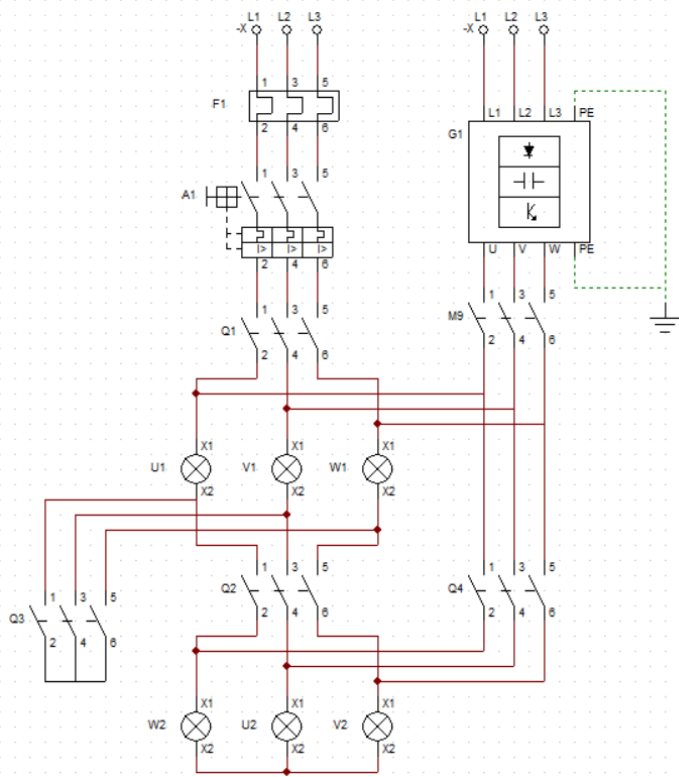 L1 L2 L3 L1 L2 L3
-X -X
1 3 5
F1
2 4 6
L1 L2 L3 PE
G1
1 3 5
A1
I> I> I>
2 4 6
U V W PE
1 3 5 1 3 5
Q1 M9
2 4 6 2 4 6
X1 X1 X1
U1 V1 W1
X2 X2 X2
1 3 5 1 3 5
Q2 Q4
1 3 5
Q3
2 4 6 2 4 6
2 4 6
X1 X1 X1
W2 U2 V2
X2 X2 X2